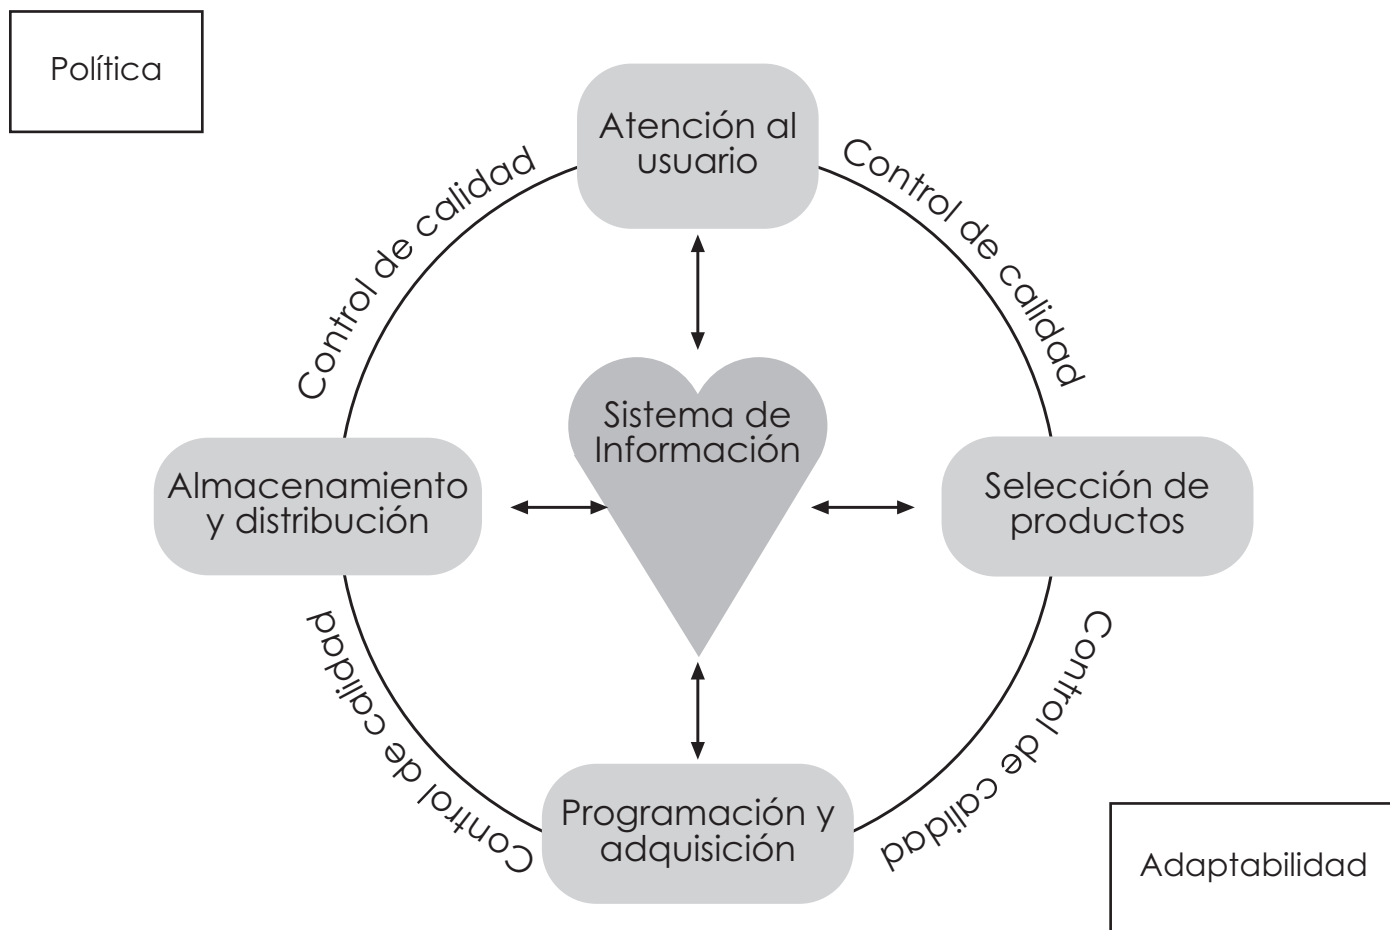 Política
Atención al
usuario
Control de calidad
Control de calidad
Sistema de
Información
Almacenamiento
y distribución
Selección de
productos
Control de calidad
Control de calidad
Programación y
adquisición
Adaptabilidad